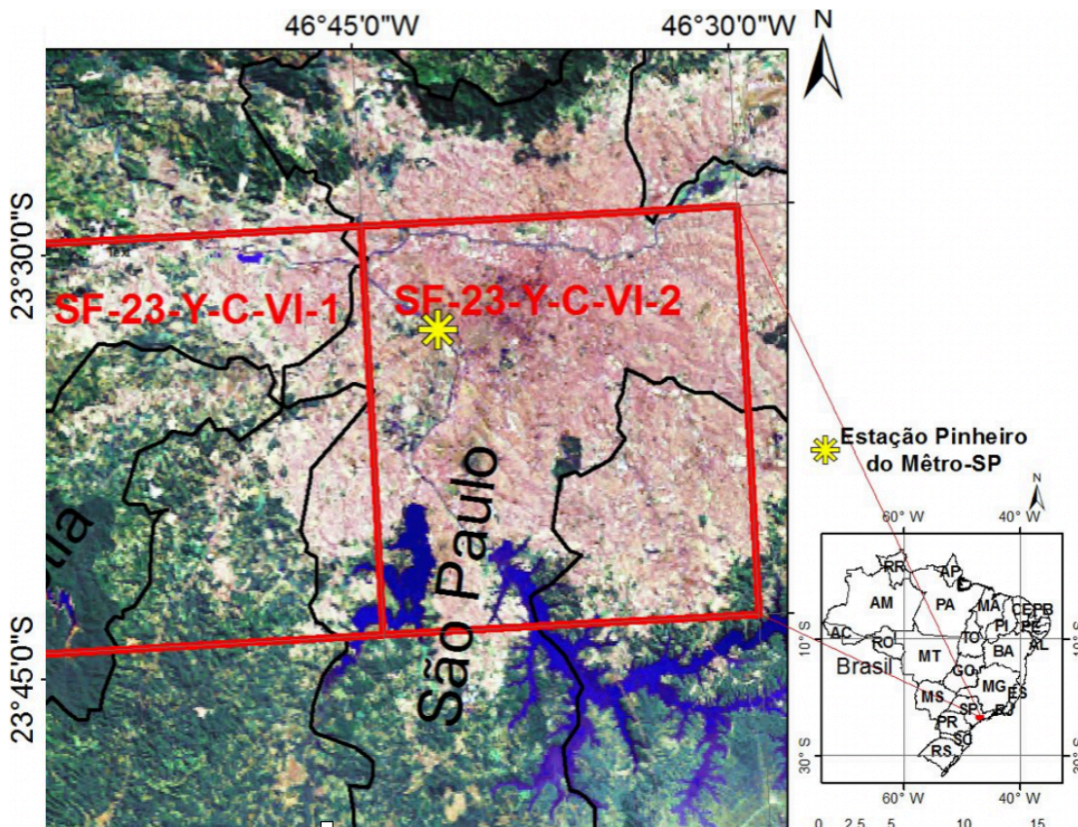 46°45'0"W
46°30'0"W
N
23°30'0"S
SF-23-Y-C-VI-1
SF-23-Y-C-VI-2
Estação Pinheiro
do Mêtro-SP
São Paulo
23°45'0"S
N
60° W
40° W
RR
AP
AM
PA
MA
CE
PB
PI
PE
AC
RO
TO
AL
10° S
BA
MT
Brasil
GO
MG
MS
ES
SP
RJ
PR
SC
RS
30° S
30° S
60° W
40° W
0 2,5 5 10 15